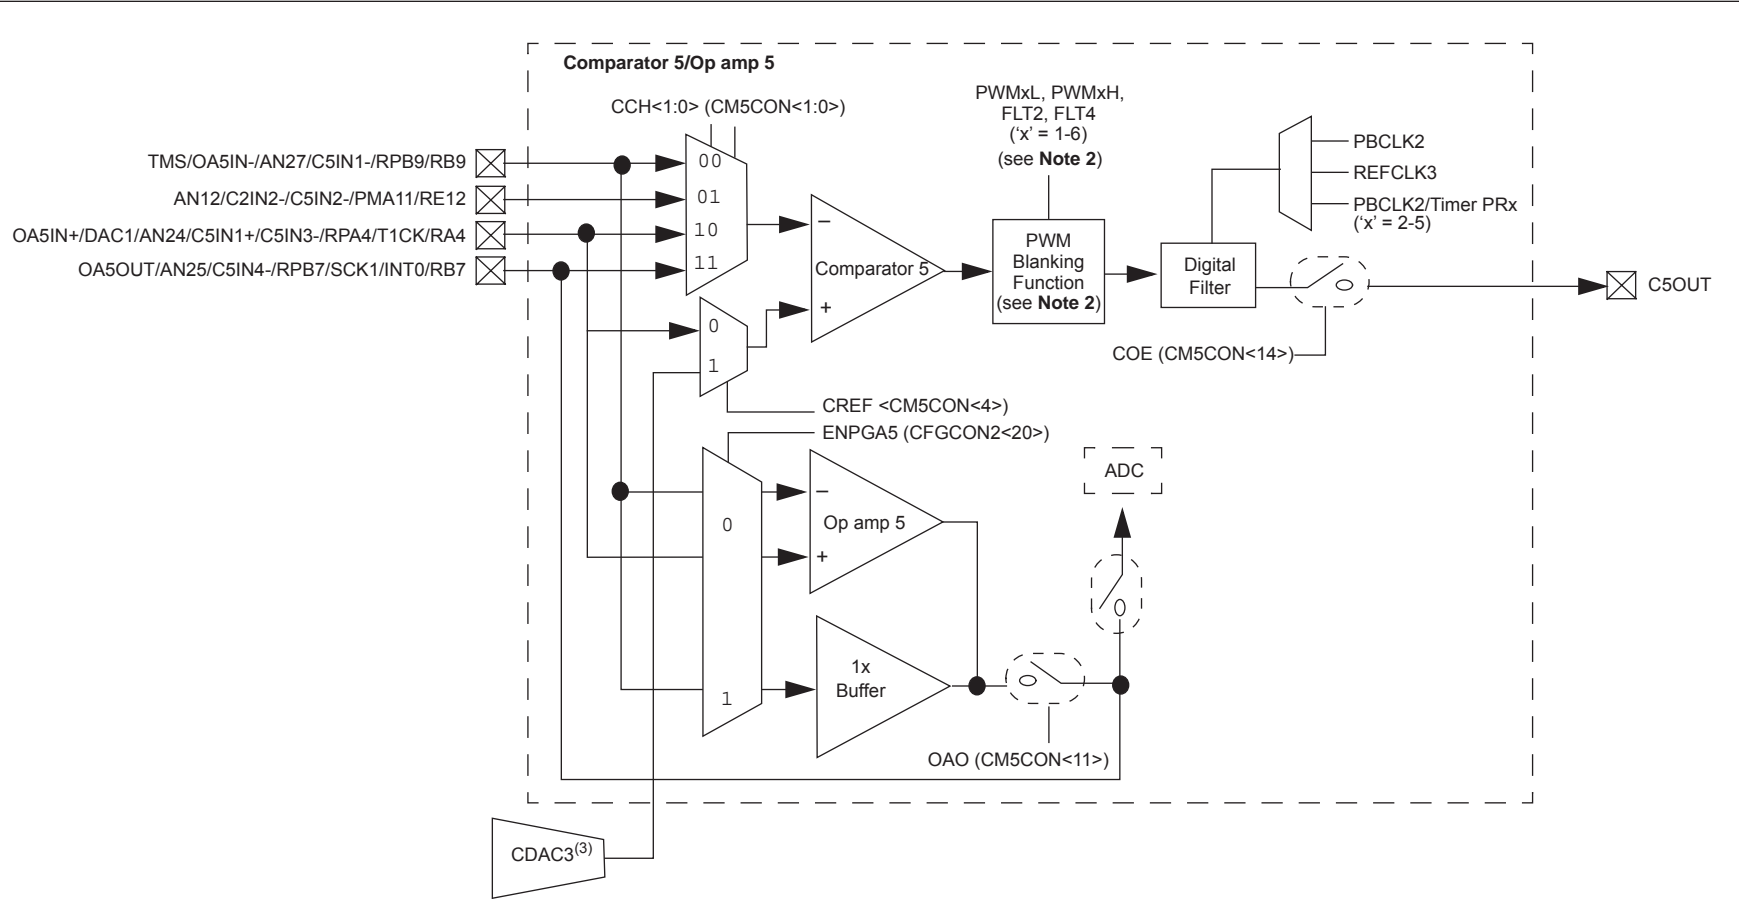 Comparator 5/Op amp 5
CCH<1:0> (CM5CON<1:0>)
PWMxL, PWMxH,
FLT2, FLT4
(‘x’ = 1-6)
(see Note 2)
TMS/OA5IN-/AN27/C5IN1-/RPB9/RB9
AN12/C2IN2-/C5IN2-/PMA11/RE12
OA5IN+/DAC1/AN24/C5IN1+/C5IN3-/RPA4/T1CK/RA4
OA5OUT/AN25/C5IN4-/RPB7/SCK1/INT0/RB7
00
01
10
11
0
1
–
Comparator 5
+
PWM
Blanking
Function
(see Note 2)
Digital
Filter
PBCLK2
REFCLK3
PBCLK2/Timer PRx
(‘x’ = 2-5)
C5OUT
COE (CM5CON<14>)
CREF <CM5CON<4>)
ENPGA5 (CFGCON2<20>)
0
1
–
Op amp 5
+
1x
Buffer
ADC
OAO (CM5CON<11>)
CDAC3(3)